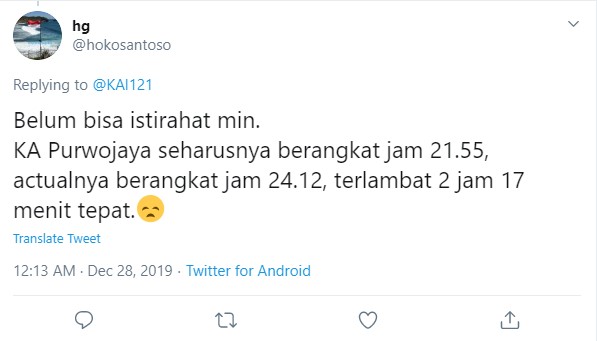 hg
@hokosantoso
Replying to @KAI121
Belum bisa istirahat min.
KA Purwojaya seharusnya berangkat jam 21.55,
actualnya berangkat jam 24.12, terlambat 2 jam 17
menit tepat.😞
Translate Tweet
12:13 AM · Dec 28, 2019 · Twitter for Android